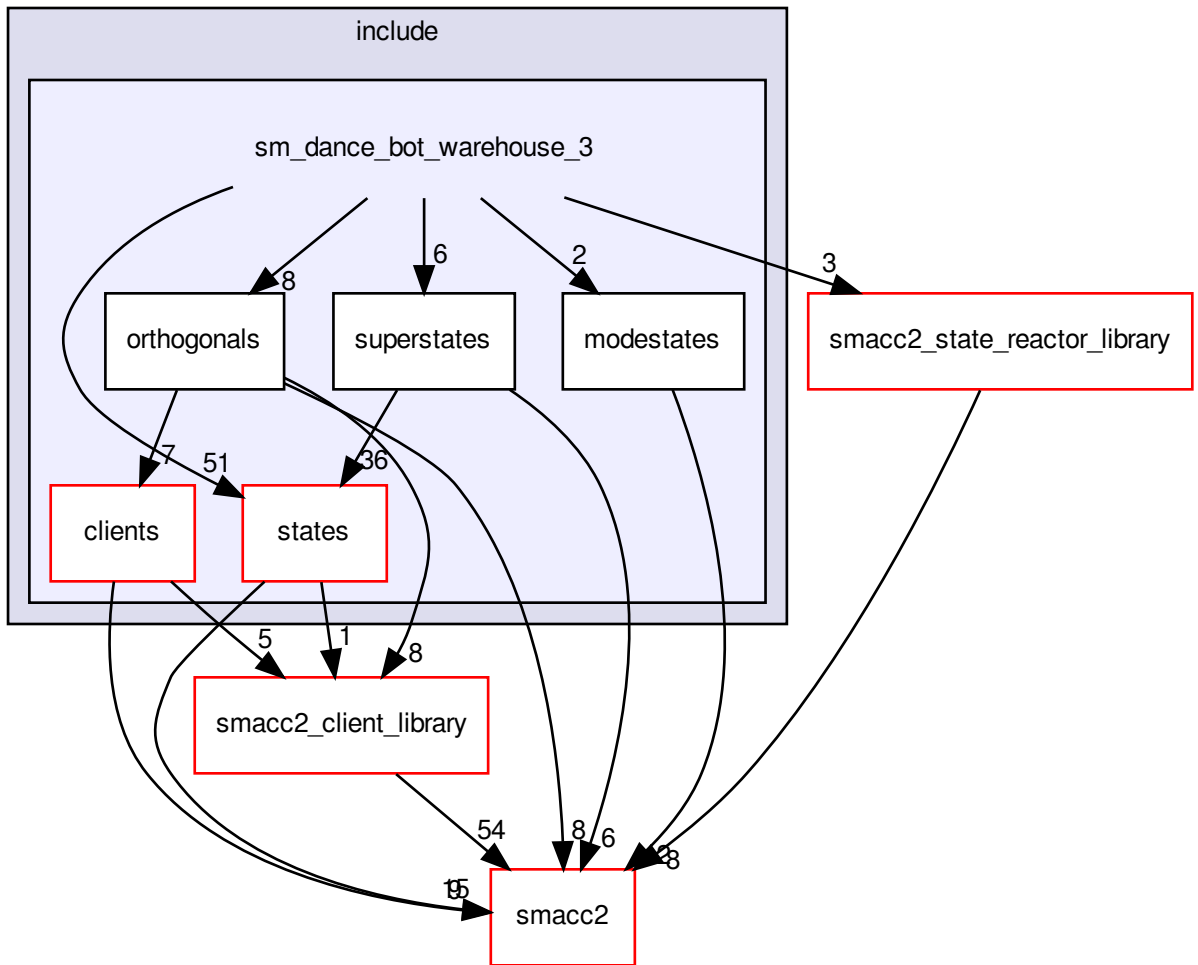 include
sm_dance_bot_warehouse_3
6
2
3
8
orthogonals
superstates
modestates
smacc2_state_reactor_library
7
51
36
clients
states
5
1
8
smacc2_client_library
54
8
6
8
smacc2